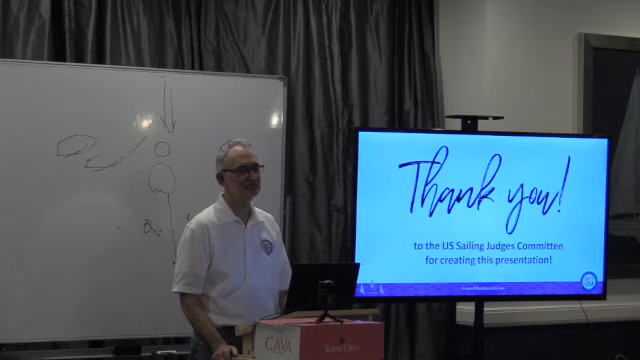 Thank you!
to the US Sailing Judges Committee
for creating this presentation!
CAVA